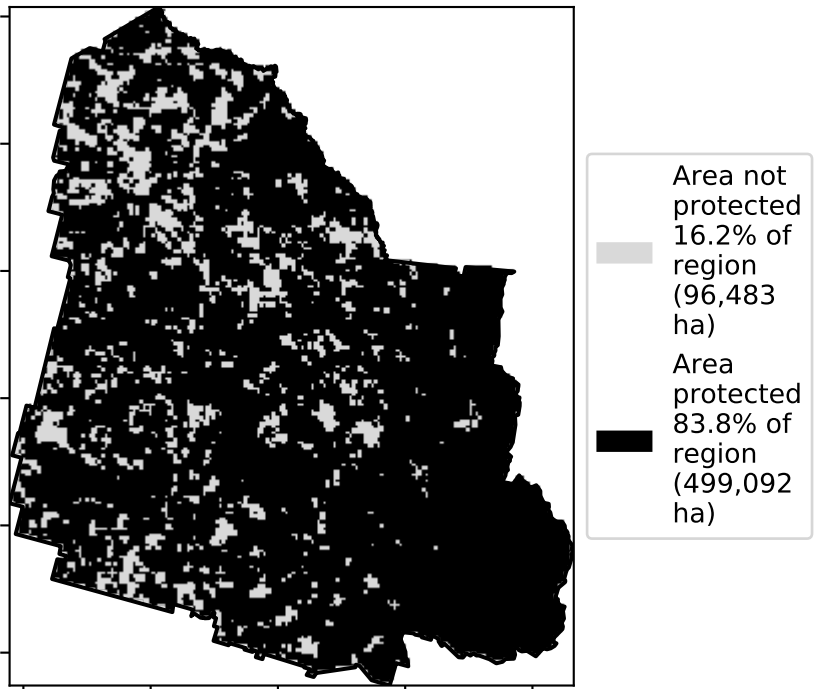 Area not
protected
16.2% of
region
(96,483
ha)
Area
protected
83.8% of
region
(499,092
ha)